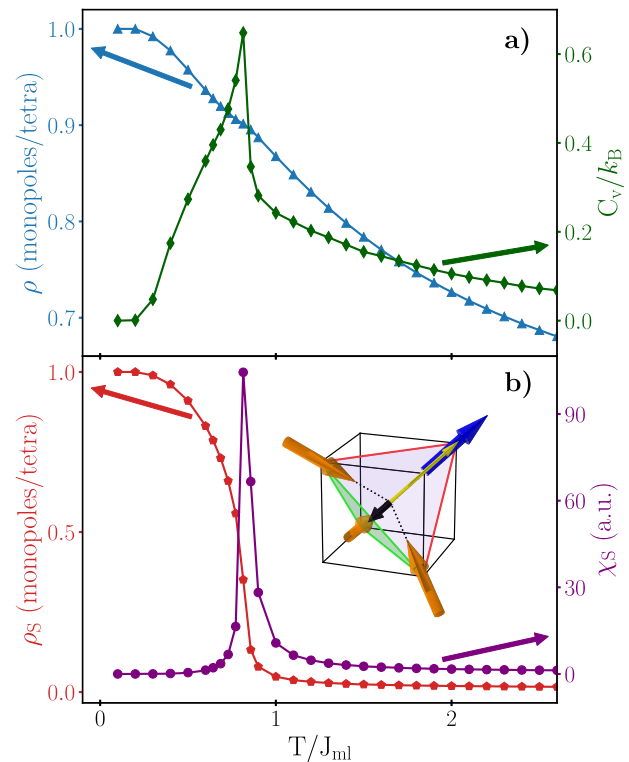 a)
1.0
0.9
0.8
0.7
ρ (monopoles/tetra)
0.6
0.4
0.2
0.0
C_v/k_B
b)
1.0
0.5
0.0
ρ_S (monopoles/tetra)
90
60
30
0
χ_S (a.u.)
0 1 2
T/J_ml